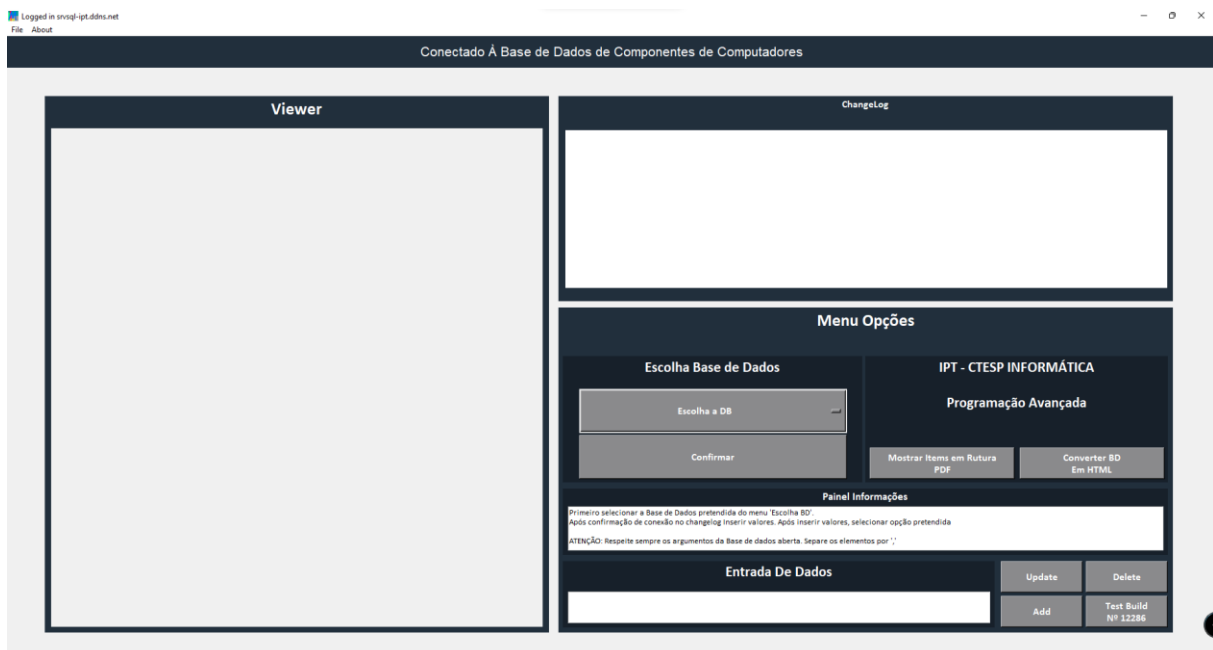 Logged in srvsql-ipt.ddns.net
File About
Conectado Á Base de Dados de Componentes de Computadores
Viewer
ChangeLog
Menu Opções
Escolha Base de Dados
Escolha a DB
Confirmar
IPT - CTESP INFORMÁTICA
Programação Avançada
Mostrar Items em Rutura
PDF
Converter BD
Em HTML
Painel Informações
Primeiro selecionar a Base de Dados pretendida do menu 'Escolha BD'.
Após confirmação de conexão no changelog Inserir valores. Após inserir valores, selecionar opção pretendida
ATENÇÃO: Respeite sempre os argumentos da Base de dados aberta. Separe os elementos por ','
Entrada De Dados
Update
Delete
Add
Test Build
Nº 12286